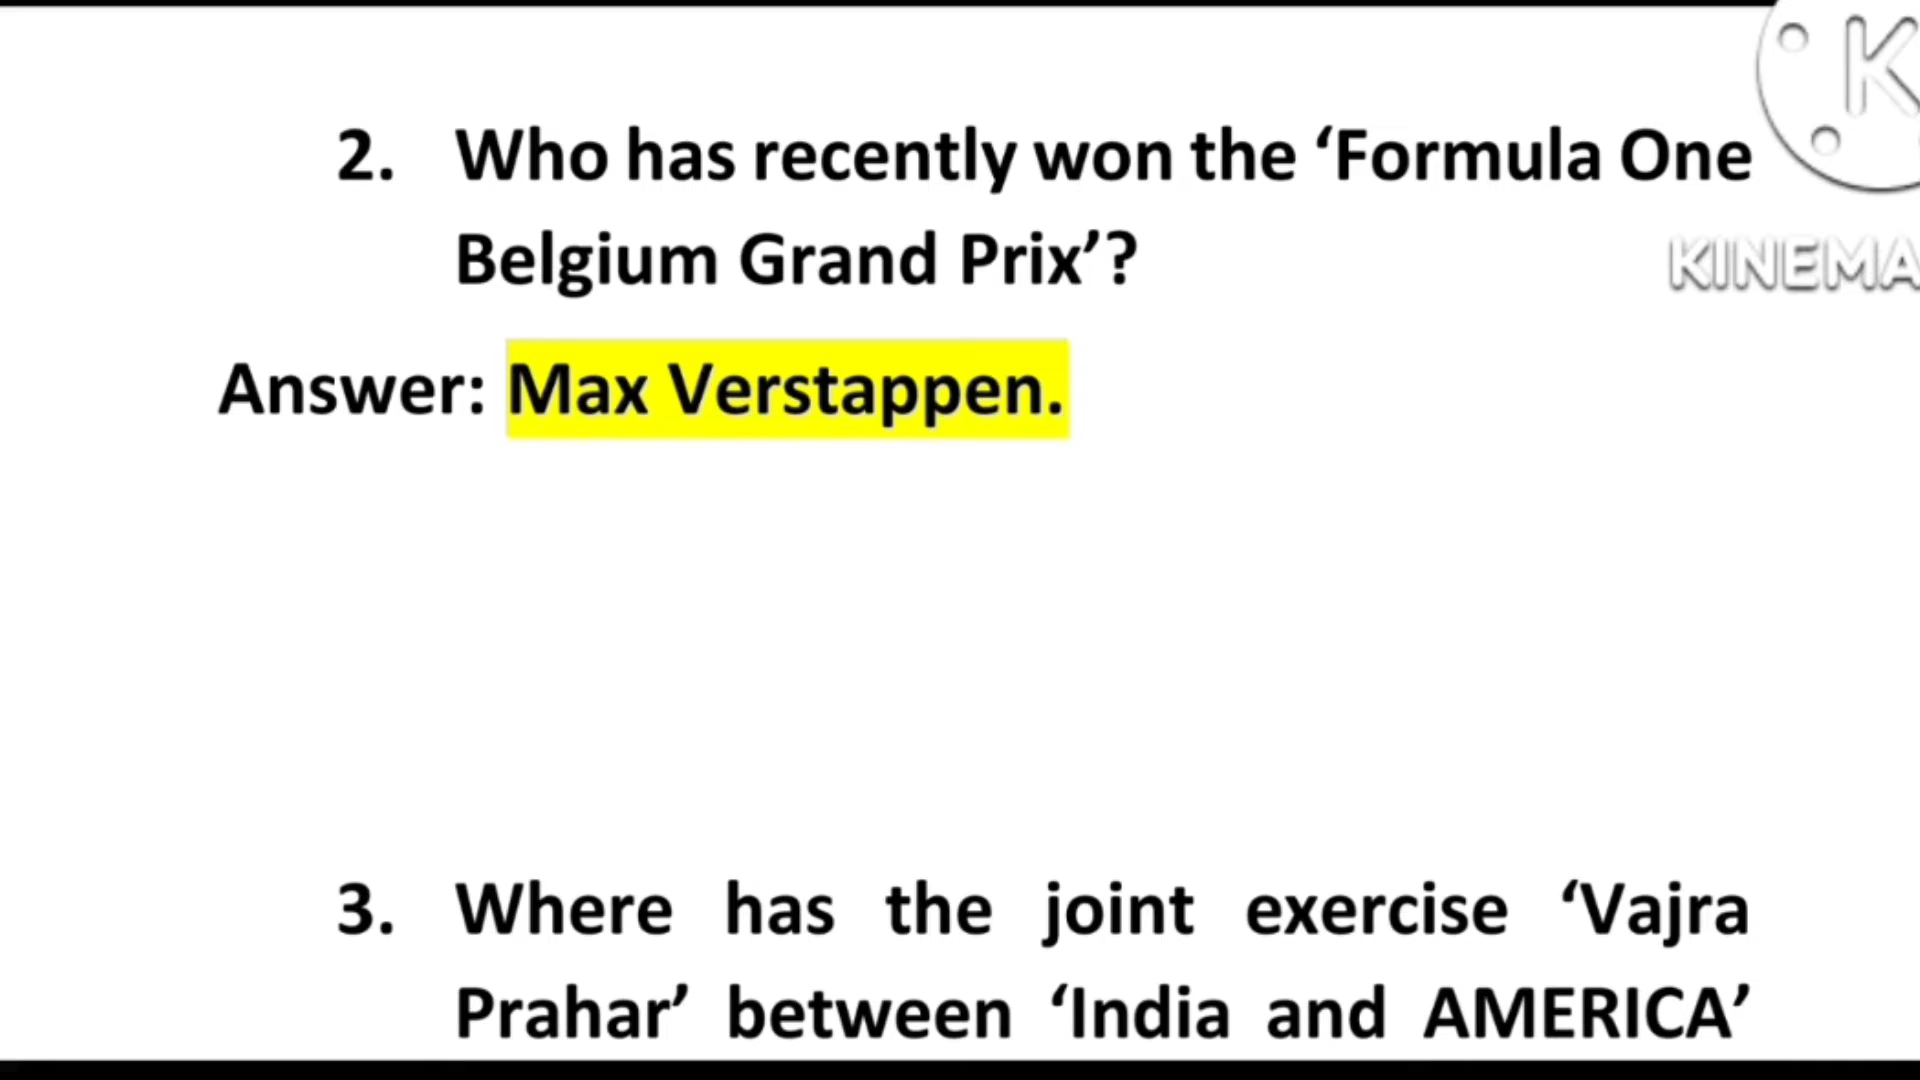 2. Who has recently won the ‘Formula One
Belgium Grand Prix’?
Answer: Max Verstappen.
3. Where has the joint exercise ‘Vajra
Prahar’ between ‘India and AMERICA’
K
KINEMA